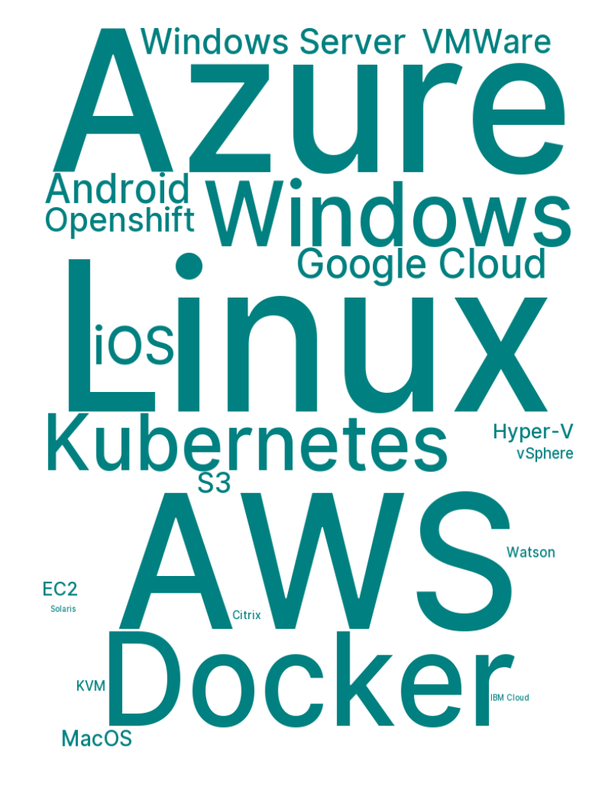 Windows Server VMWare
Azure
Android
Openshift
Windows
Google Cloud
Linux
ios
Kubernetes
Hyper-V
vSphere
S3
AWS
Watson
EC2
Solaris
Citrix
Docker
KVM
IBM Cloud
MacOS